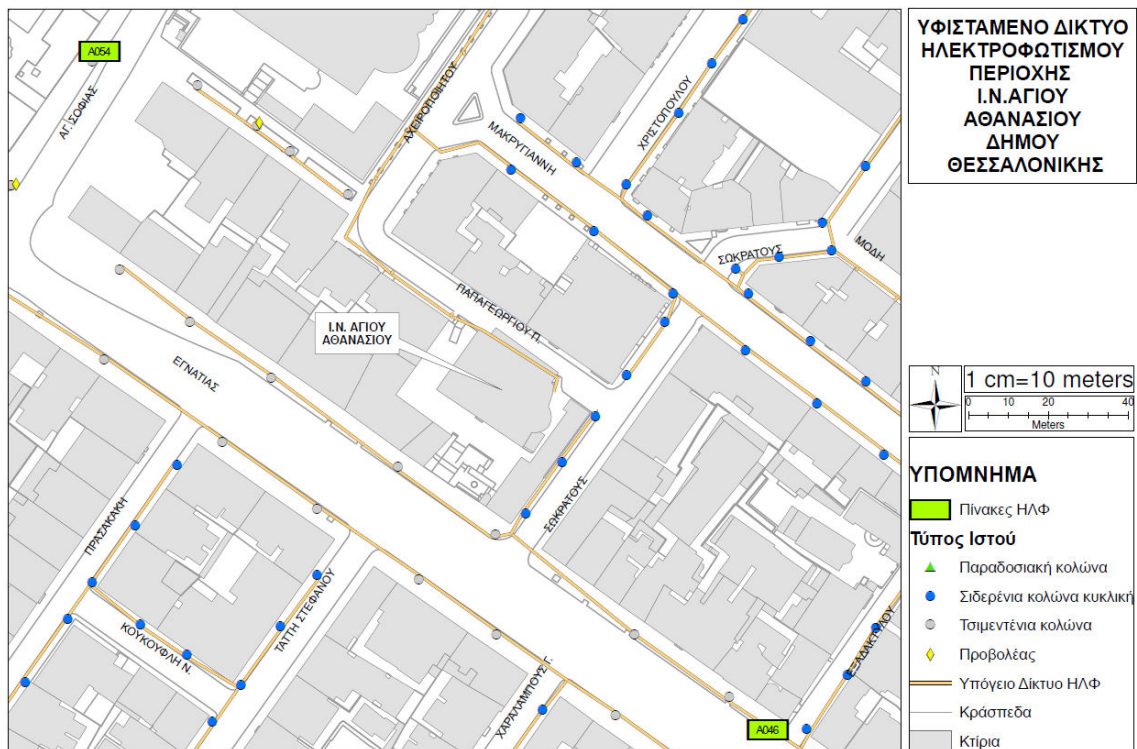 ΥΦΙΣΤΑΜΕΝΟ ΔΙΚΤΥΟ
ΗΛΕΚΤΡΟΦΩΤΙΣΜΟΥ
ΠΕΡΙΟΧΗΣ
Ι.Ν.ΑΓΙΟΥ
ΑΘΑΝΑΣΙΟΥ
ΔΗΜΟΥ
ΘΕΣΣΑΛΟΝΙΚΗΣ
A054
ΑΓ. ΣΟΦΙΑΣ
ΑΧΕΙΡΟΠΟΙΗΤΟΥ
ΜΑΚΡΥΓΙΑΝΝΗ
ΧΡΙΣΤΟΠΟΥΛΟΥ
ΣΩΚΡΑΤΟΥΣ
ΜΟΔΗ
ΠΑΠΑΓΕΩΡΓΙΟΥ Π.
Ι.Ν. ΑΓΙΟΥ
ΑΘΑΝΑΣΙΟΥ
ΕΓΝΑΤΙΑΣ
ΠΡΑΣΑΚΑΚΗ
ΣΩΚΡΑΤΟΥΣ
ΤΑΤΤΗ ΣΤΕΦΑΝΟΥ
ΚΟΥΚΟΥΦΛΗ Ν.
ΧΑΡΑΛΑΜΠΟΥΣ Γ.
ΕΞΑΔΑΚΤΥΛΟΥ
A046
N
1 cm=10 meters
0 10 20 40
Meters
ΥΠΟΜΝΗΜΑ
Πίνακες ΗΛΦ
Τύπος Ιστού
Παραδοσιακή κολώνα
Σιδερένια κολώνα κυκλική
Τσιμεντένια κολώνα
Προβολέας
Υπόγειο Δίκτυο ΗΛΦ
Κράσπεδα
Κτίρια